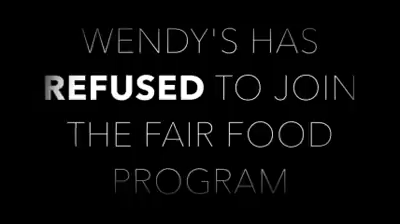 WENDY'S HAS
REFUSED TO JOIN
THE FAIR FOOD
PROGRAM